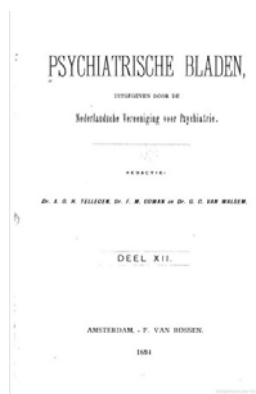 PSYCHIATRISCHE BLADEN,
UITGEGEVEN DOOR DE
Nederlandsche Vereeniging voor Psychiatrie.
REDACTIE:
Dr. A. O. H. TELLEGEN, Dr. F. M. COWAN en Dr. G. C. VAN WALSEM.
DEEL XII.
AMSTERDAM, - F. VAN ROSSEN.
1894